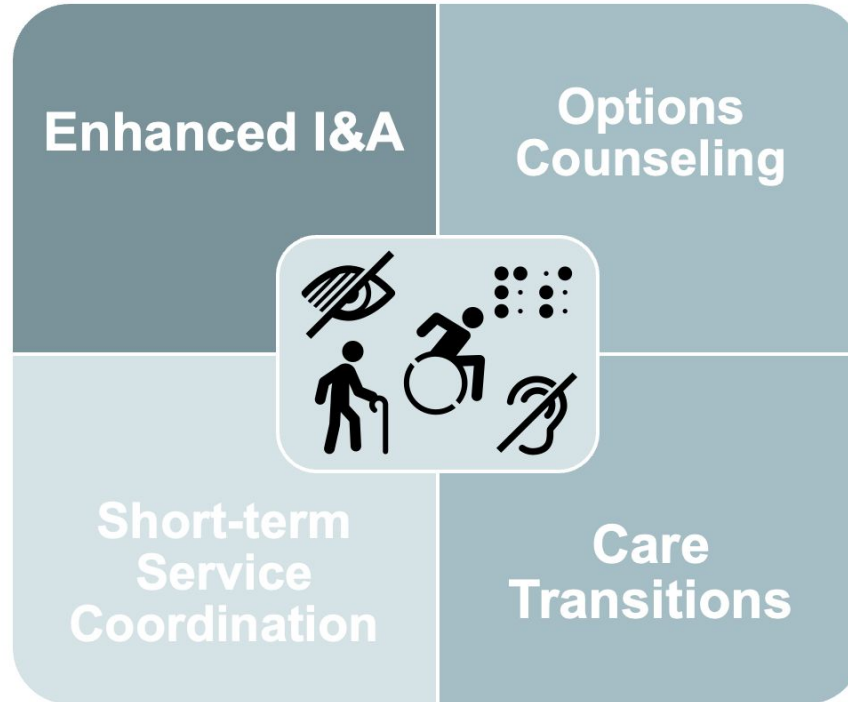 Enhanced I&A
Options
Counseling
Short-term
Service
Coordination
Care
Transitions